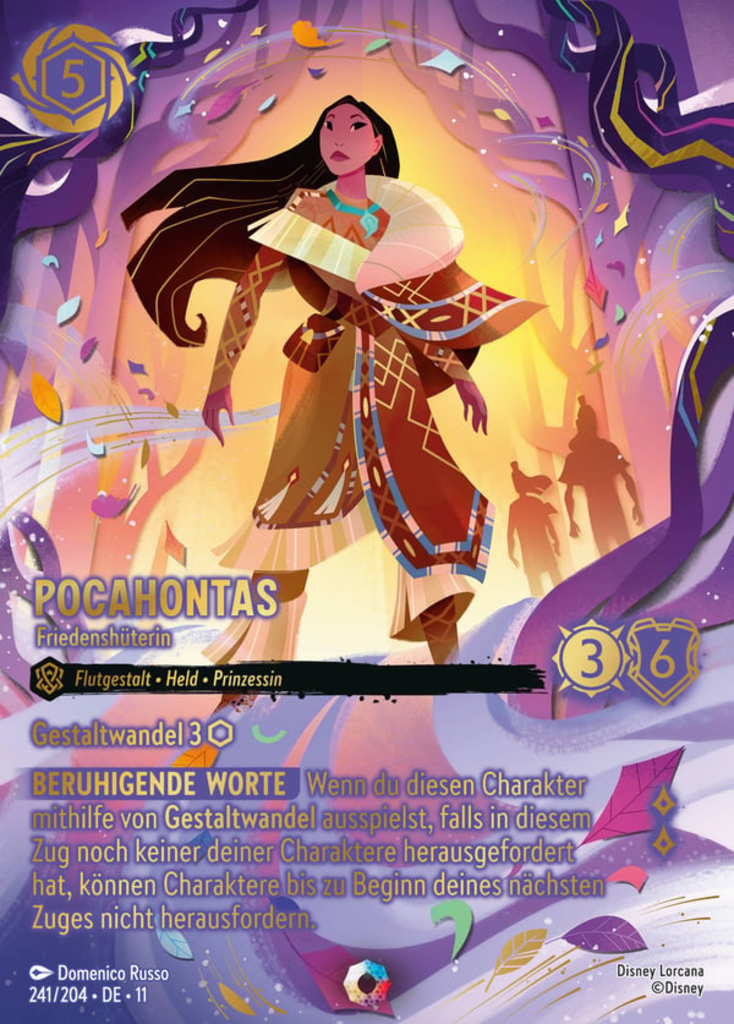 5
POCAHONTAS
Friedenshüterin
3 6
Flutgestalt • Held • Prinzessin
Gestaltwandel 3
BERUHIGENDE WORTE Wenn du diesen Charakter
mithilfe von Gestaltwandel ausspielst, falls in diesem
Zug noch keiner deiner Charaktere herausgefordert
hat, können Charaktere bis zu Beginn deines nächsten
Zuges nicht herausfordern.
Domenico Russo
241/204 • DE • 11
Disney Lorcana
©Disney